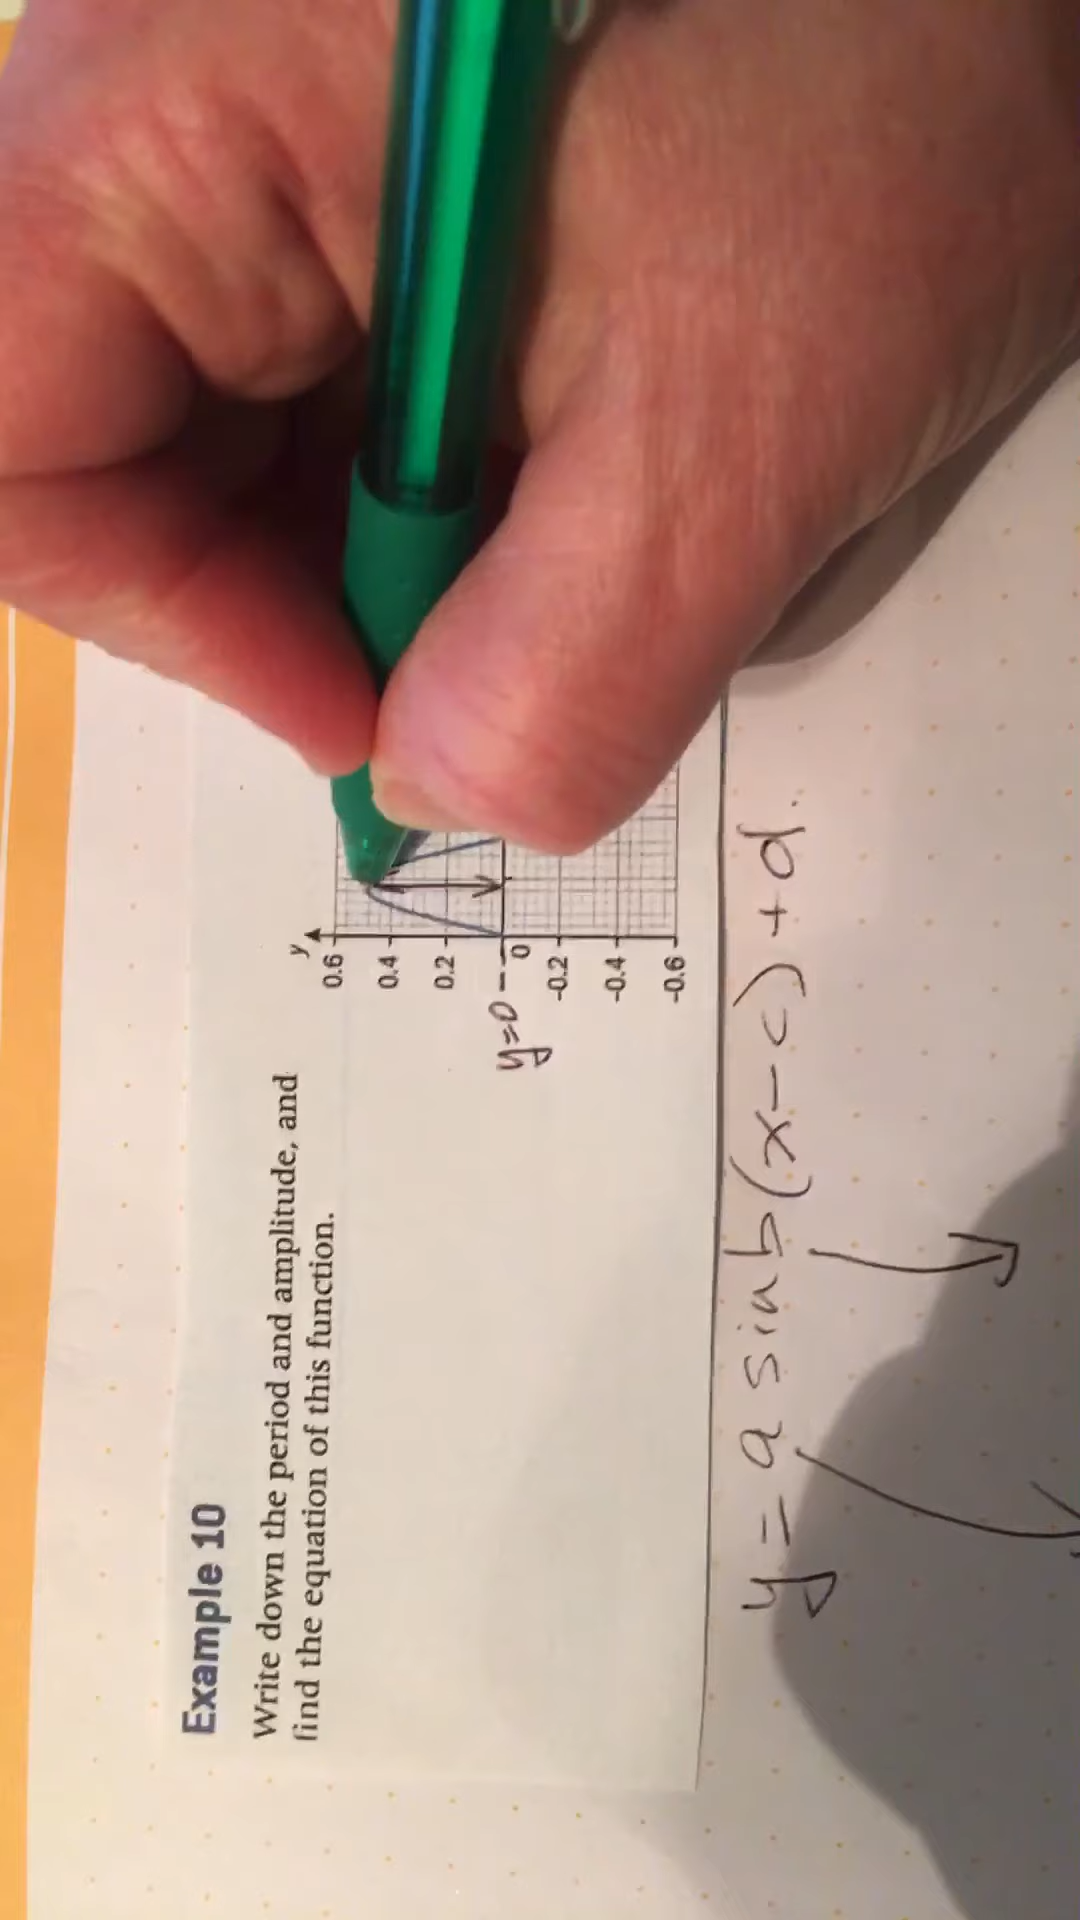 Example 10
Write down the period and amplitude, and
find the equation of this function.
y
0.6
0.4
0.2
y=0
0
-0.2
-0.4
-0.6
y = a sin b(x-c)+d.